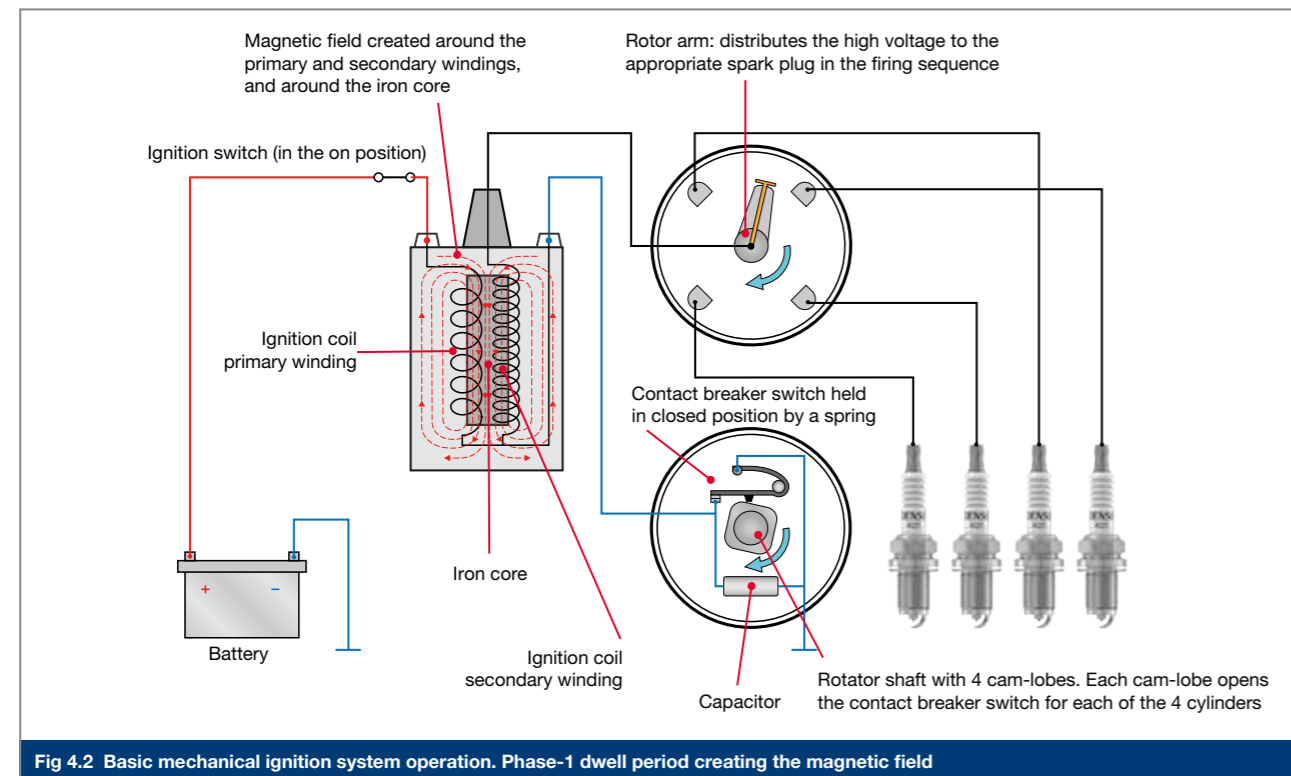 Magnetic field created around the
primary and secondary windings,
and around the iron core
Rotor arm: distributes the high voltage to the
appropriate spark plug in the firing sequence
Ignition switch (in the on position)
Ignition coil
primary winding
Contact breaker switch held
in closed position by a spring
Iron core
+ −
Battery
Ignition coil
secondary winding
Capacitor
Rotator shaft with 4 cam-lobes. Each cam-lobe opens
the contact breaker switch for each of the 4 cylinders
Fig 4.2 Basic mechanical ignition system operation. Phase-1 dwell period creating the magnetic field